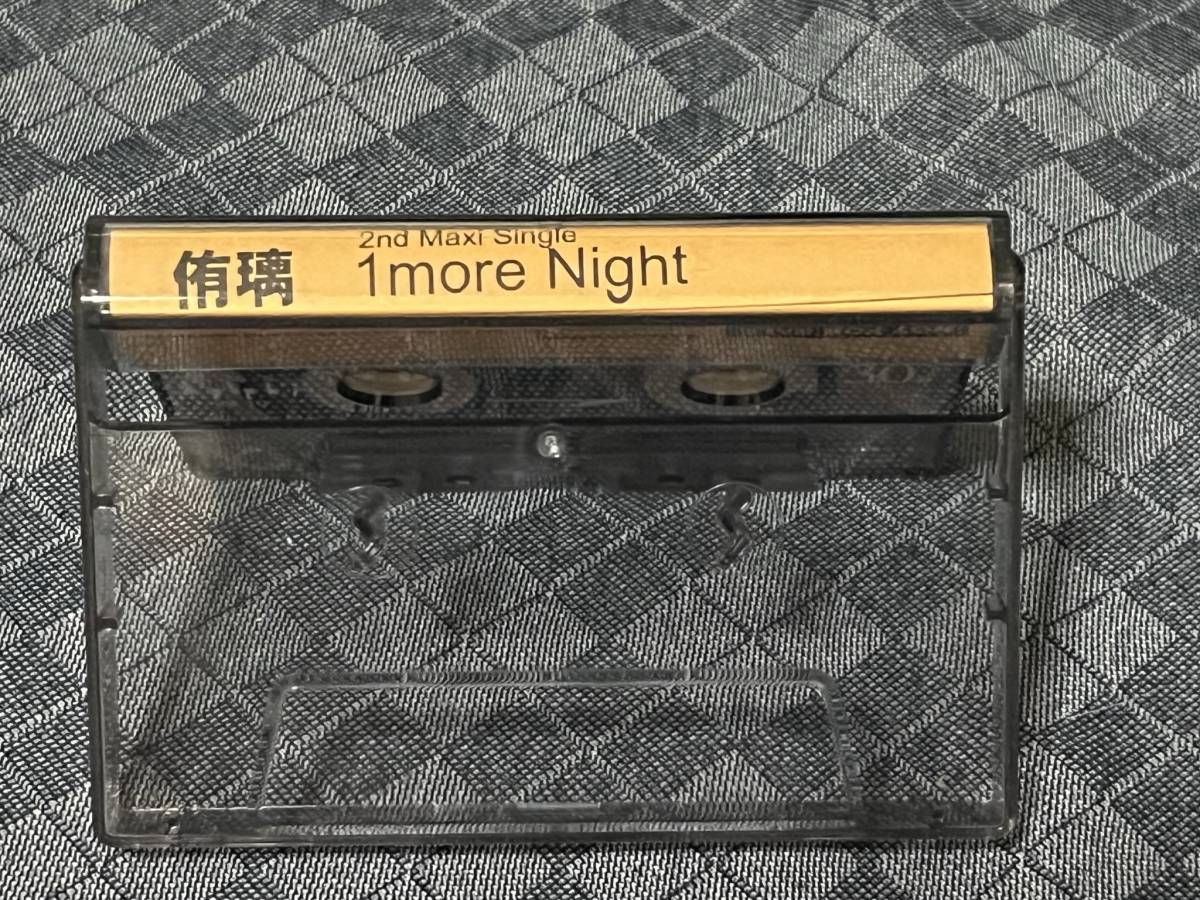 2nd Maxi Single
侑璃 1more Night